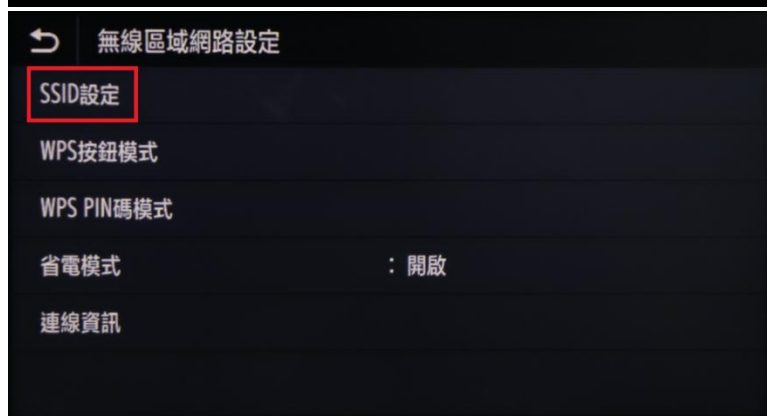 無線區域網路設定
SSID設定
WPS按鈕模式
WPS PIN碼模式
省電模式 : 開啟
連線資訊